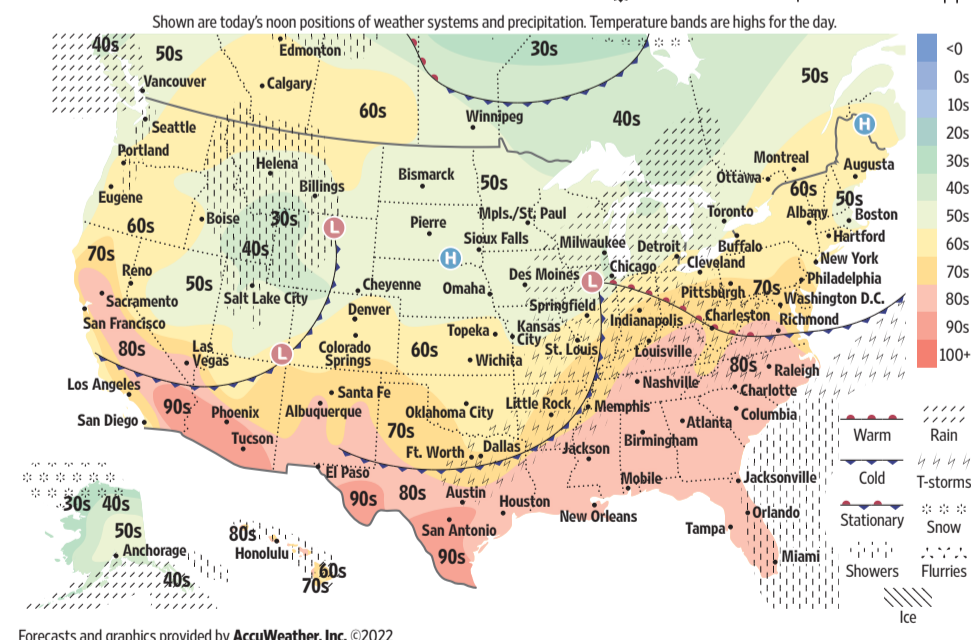 Shown are today's noon positions of weather systems and precipitation. Temperature bands are highs for the day.
40s
50s
Edmonton
30s
50s
<0
Vancouver
Calgary
0s
60s
Winnipeg
40s
10s
Seattle
H
20s
Portland
Helena
Montreal
Augusta
30s
Bismarck
50s
Ottawa
Eugene
Billings
60s
50s
40s
Boise
30s
Pierre
Mpls./St. Paul
Toronto
Albany
Boston
50s
60s
L
Sioux Falls
Milwaukee
Detroit
Buffalo
Hartford
60s
70s
40s
H
Chicago
Cleveland
New York
70s
Reno
50s
Cheyenne
Omaha
Des Moines
L
Pittsburgh
70s
Philadelphia
80s
Sacramento
Salt Lake City
Springfield
Washington D.C.
90s
San Francisco
Denver
Topeka
Kansas
City
Indianapolis
Charleston
Richmond
100+
80s
Las
Vegas
L
Colorado
Springs
60s
Wichita
St. Louis
Louisville
80s
Raleigh
Los Angeles
Santa Fe
Nashville
Charlotte
90s
Phoenix
Albuquerque
Oklahoma City
Little Rock
Memphis
Columbia
San Diego
70s
Atlanta
Warm
Rain
Tucson
Ft. Worth
Dallas
Jackson
Birmingham
El Paso
Cold
T-storms
90s
80s
Austin
Houston
Mobile
Jacksonville
30s
40s
New Orleans
Orlando
Stationary
Snow
50s
80s
San Antonio
Tampa
Anchorage
Honolulu
90s
Miami
40s
60s
70s
Showers
Flurries
Ice
Forecasts and graphics provided by AccuWeather, Inc. ©2022